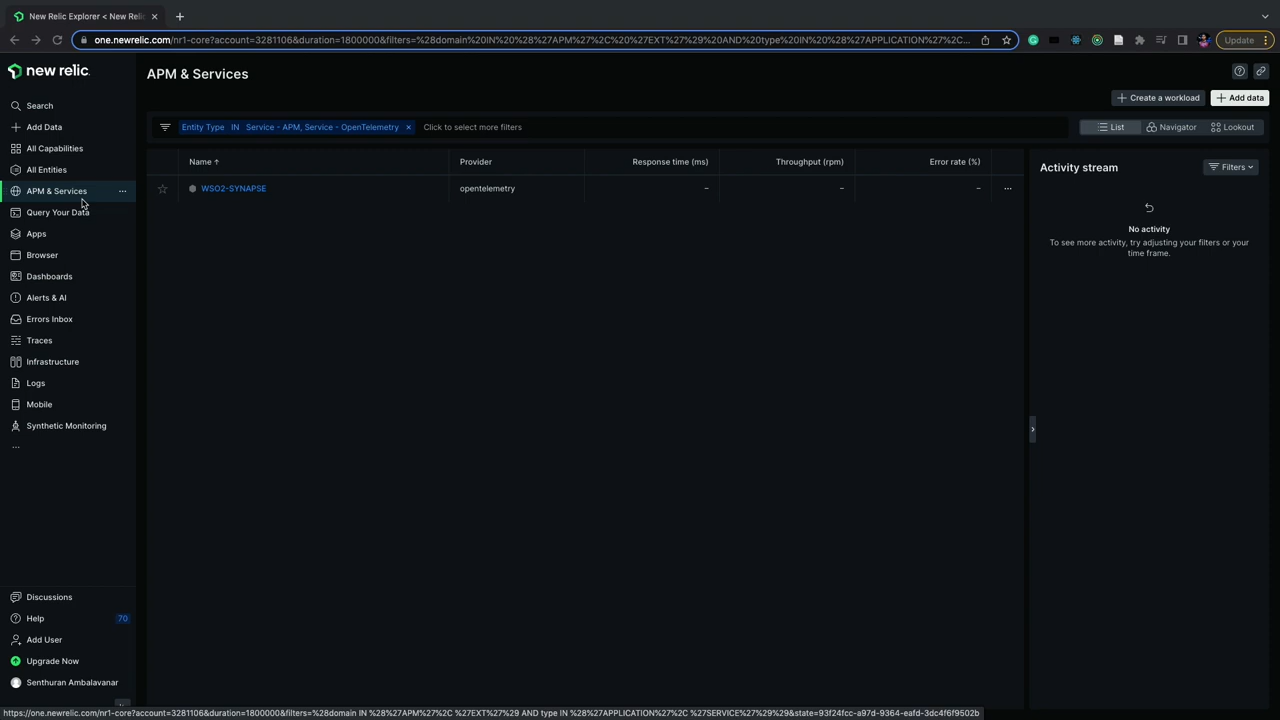 New Relic Explorer < New Relic
one.newrelic.com/nr1-core?account=3281106&duration=1800000&filters=%28domain%20IN%20%28%27APM%27%2C%20%27EXT%27%29%20AND%20type%20IN%20%28%27APPLICATION%27%2C...
Update
new relic
Search
Add Data
All Capabilities
All Entities
APM & Services
...
Query Your Data
Apps
Browser
Dashboards
Alerts & AI
Errors Inbox
Traces
Infrastructure
Logs
Mobile
Synthetic Monitoring
...
Discussions
Help 70
Add User
Upgrade Now
Senthuran Ambalavanar
APM & Services
Create a workload
Add data
Entity Type IN Service - APM, Service - OpenTelemetry × Click to select more filters
List Navigator Lookout
Name ↑ Provider Response time (ms) Throughput (rpm) Error rate (%)
WSO2-SYNAPSE opentelemetry – – – ...
Activity stream
Filters
No activity
To see more activity, try adjusting your filters or your
time frame.
https://one.newrelic.com/nr1-core?account=3281106&duration=1800000&filters=%28domain IN %28%27APM%27%2C %27EXT%27%29 AND type IN %28%27APPLICATION%27%2C %27SERVICE%27%29%29&state=93f24fcc-a97d-9364-eafd-3dc4f6f9502b